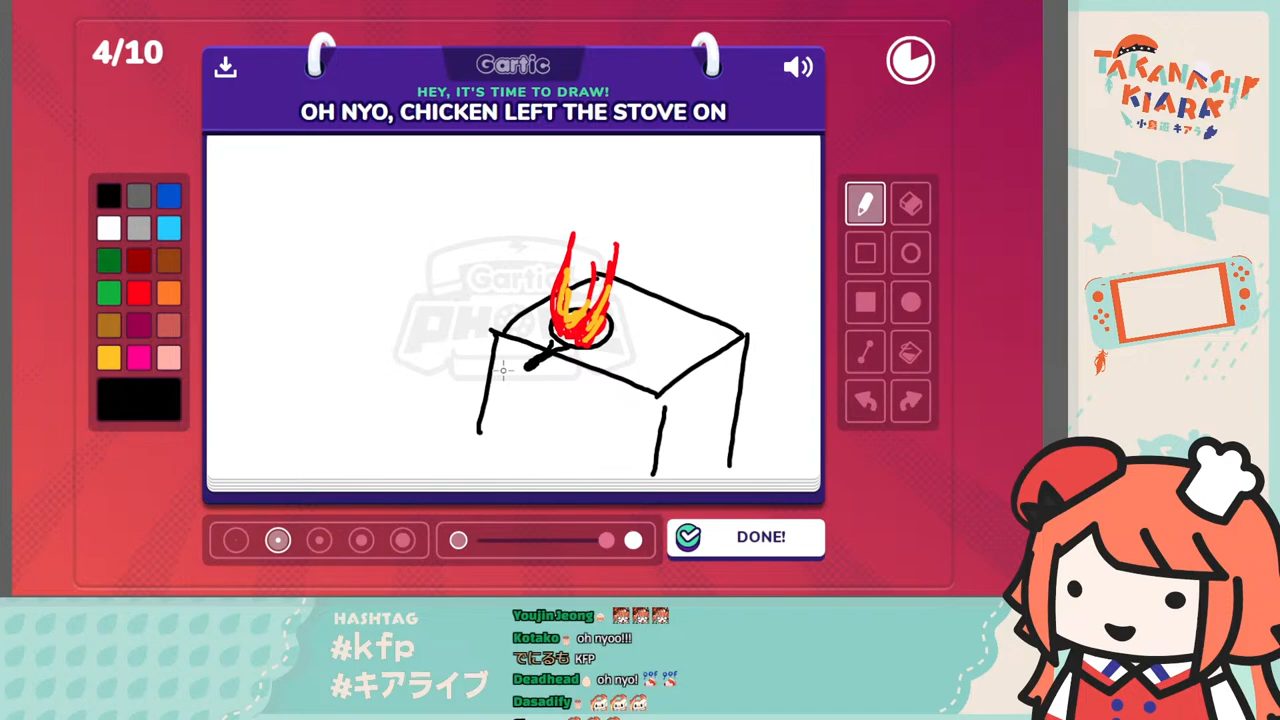 4/10
Gartic
HEY, IT'S TIME TO DRAW!
OH NYO, CHICKEN LEFT THE STOVE ON
Gartic
PHONE
DONE!
TAKANASHI
KIARA
小鳥遊 キアラ
HASHTAG
#kfp
#キアライブ
YoujinJeong
Kotako oh nyoo!!!
でにるも KFP
Deadhead oh nyo!
Dasadify